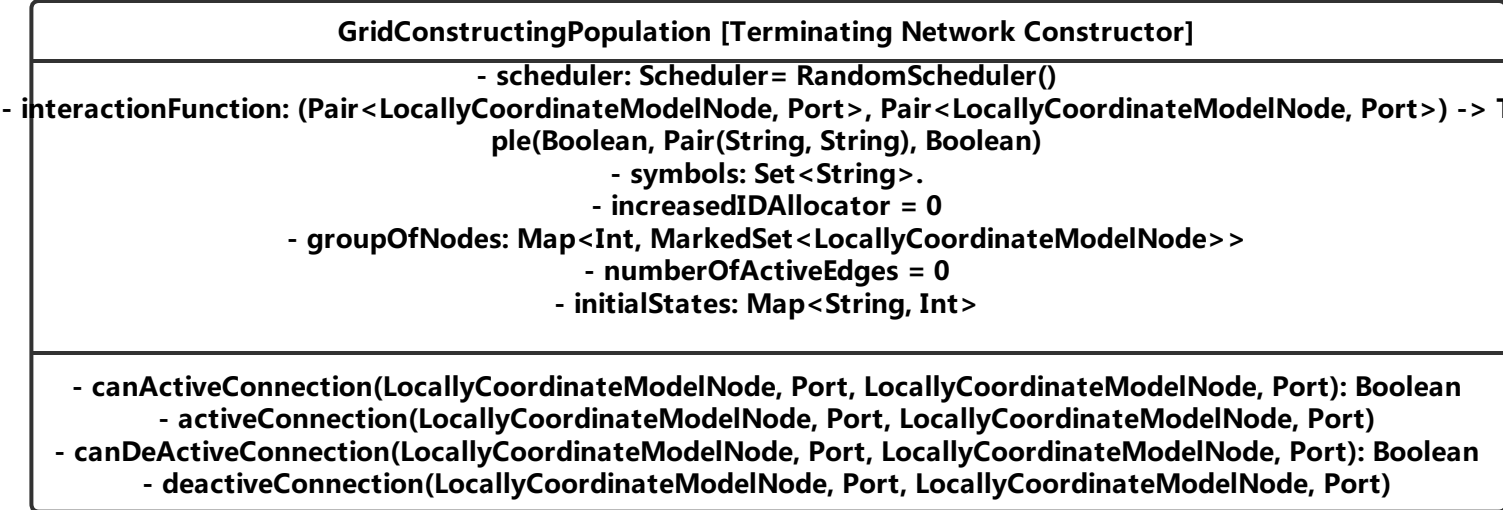 GridConstructingPopulation [Terminating Network Constructor]
- scheduler: Scheduler= RandomScheduler()
- interactionFunction: (Pair<LocallyCoordinateModelNode, Port>, Pair<LocallyCoordinateModelNode, Port>) -> T
ple(Boolean, Pair(String, String), Boolean)
- symbols: Set<String>.
- increasedIDAllocator = 0
- groupOfNodes: Map<Int, MarkedSet<LocallyCoordinateModelNode>>
- numberOfActiveEdges = 0
- initialStates: Map<String, Int>
- canActiveConnection(LocallyCoordinateModelNode, Port, LocallyCoordinateModelNode, Port): Boolean
- activeConnection(LocallyCoordinateModelNode, Port, LocallyCoordinateModelNode, Port)
- canDeActiveConnection(LocallyCoordinateModelNode, Port, LocallyCoordinateModelNode, Port): Boolean
- deactiveConnection(LocallyCoordinateModelNode, Port, LocallyCoordinateModelNode, Port)